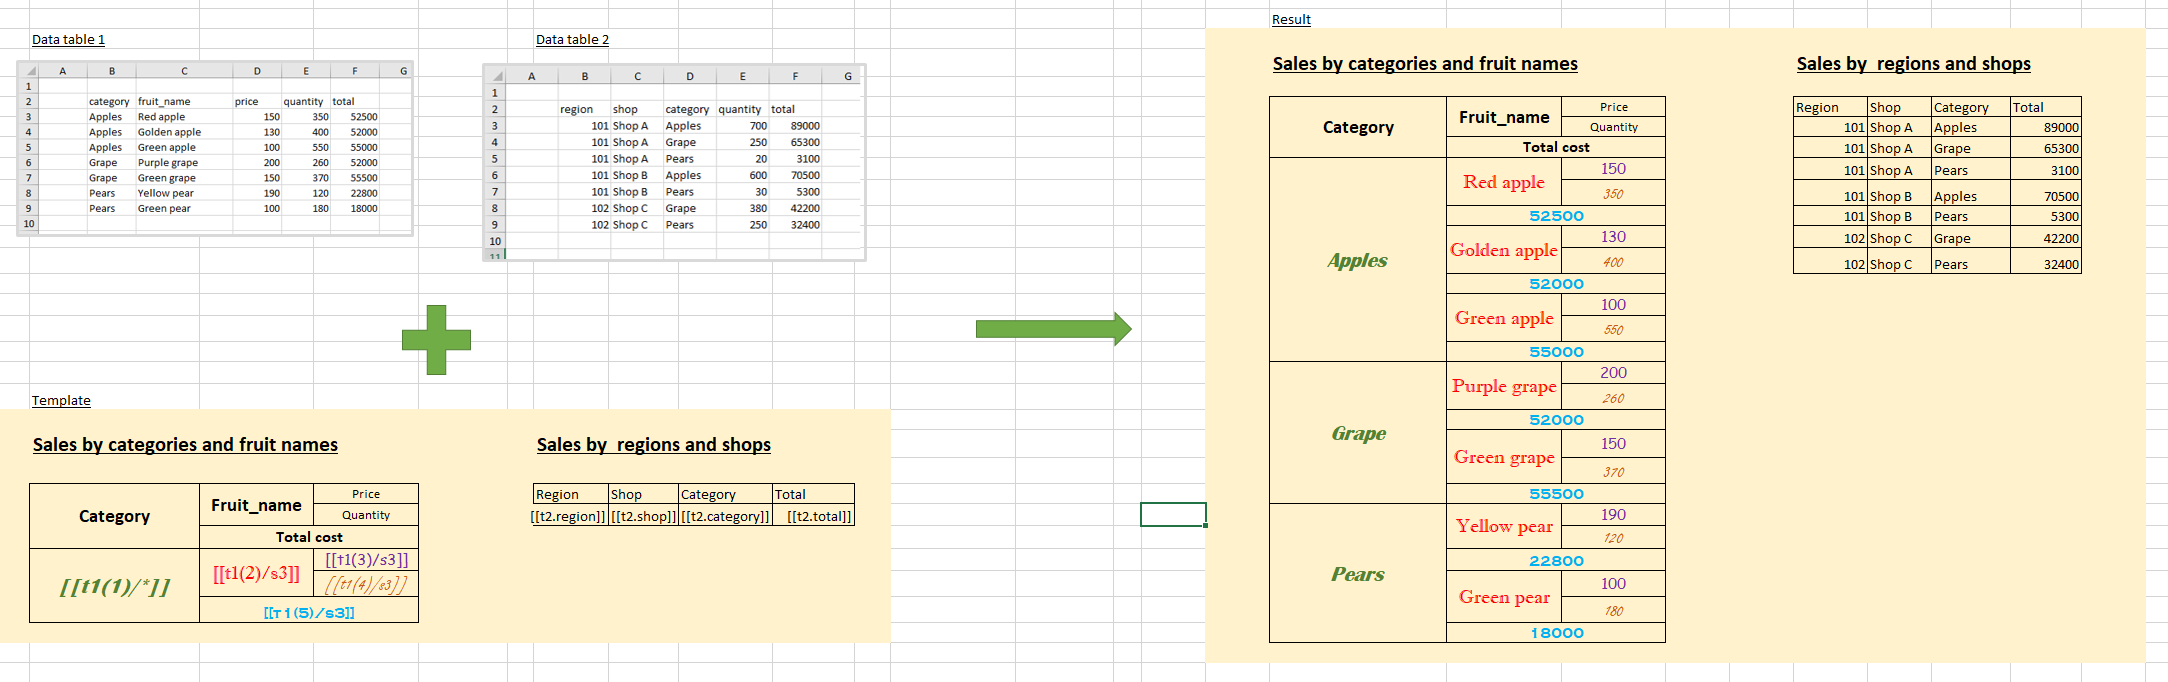 Data table 1
A B C D E F G
1
2 category fruit_name price quantity total
3 Apples Red apple 150 350 52500
4 Apples Golden apple 130 400 52000
5 Apples Green apple 100 550 55000
6 Grape Purple grape 200 260 52000
7 Grape Green grape 150 370 55500
8 Pears Yellow pear 190 120 22800
9 Pears Green pear 100 180 18000
10
Data table 2
A B C D E F G
1
2 region shop category quantity total
3 101 Shop A Apples 700 89000
4 101 Shop A Grape 250 65300
5 101 Shop A Pears 20 3100
6 101 Shop B Apples 600 70500
7 101 Shop B Pears 30 5300
8 102 Shop C Grape 380 42200
9 102 Shop C Pears 250 32400
10
11
Template
Sales by categories and fruit names
Category Fruit_name Price
Quantity
Total cost
[[t1(1)/*]] [[t1(2)/s3]] [[t1(3)/s3]]
[[t1(4)/s3]]
[[T1(5)/s3]]
Sales by  regions and shops
Region Shop Category Total
[[t2.region]] [[t2.shop]] [[t2.category]] [[t2.total]]
Result
Sales by categories and fruit names
Category Fruit_name Price
Quantity
Total cost
Apples
Red apple 150
350
52500
Golden apple 130
400
52000
Green apple 100
550
55000
Grape
Purple grape 200
260
52000
Green grape 150
370
55500
Pears
Yellow pear 190
120
22800
Green pear 100
180
18000
Sales by  regions and shops
Region Shop Category Total
101 Shop A Apples 89000
101 Shop A Grape 65300
101 Shop A Pears 3100
101 Shop B Apples 70500
101 Shop B Pears 5300
102 Shop C Grape 42200
102 Shop C Pears 32400